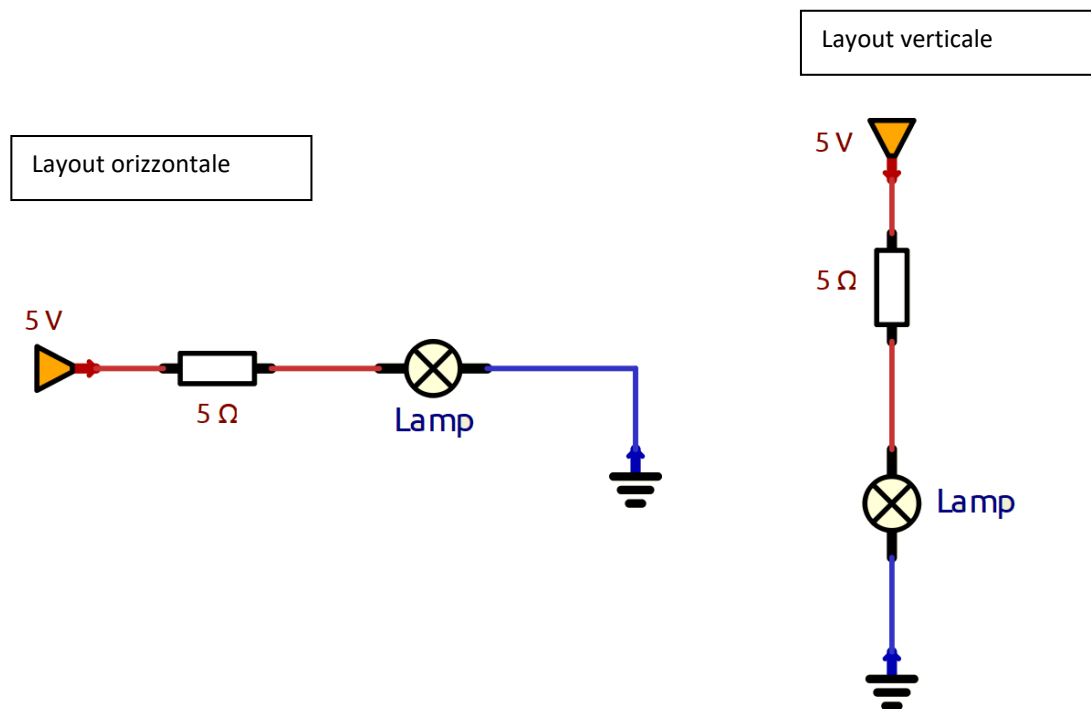 Layout verticale
5 V
Layout orizzontale
5 Ω
5 V
5 Ω
Lamp
Lamp